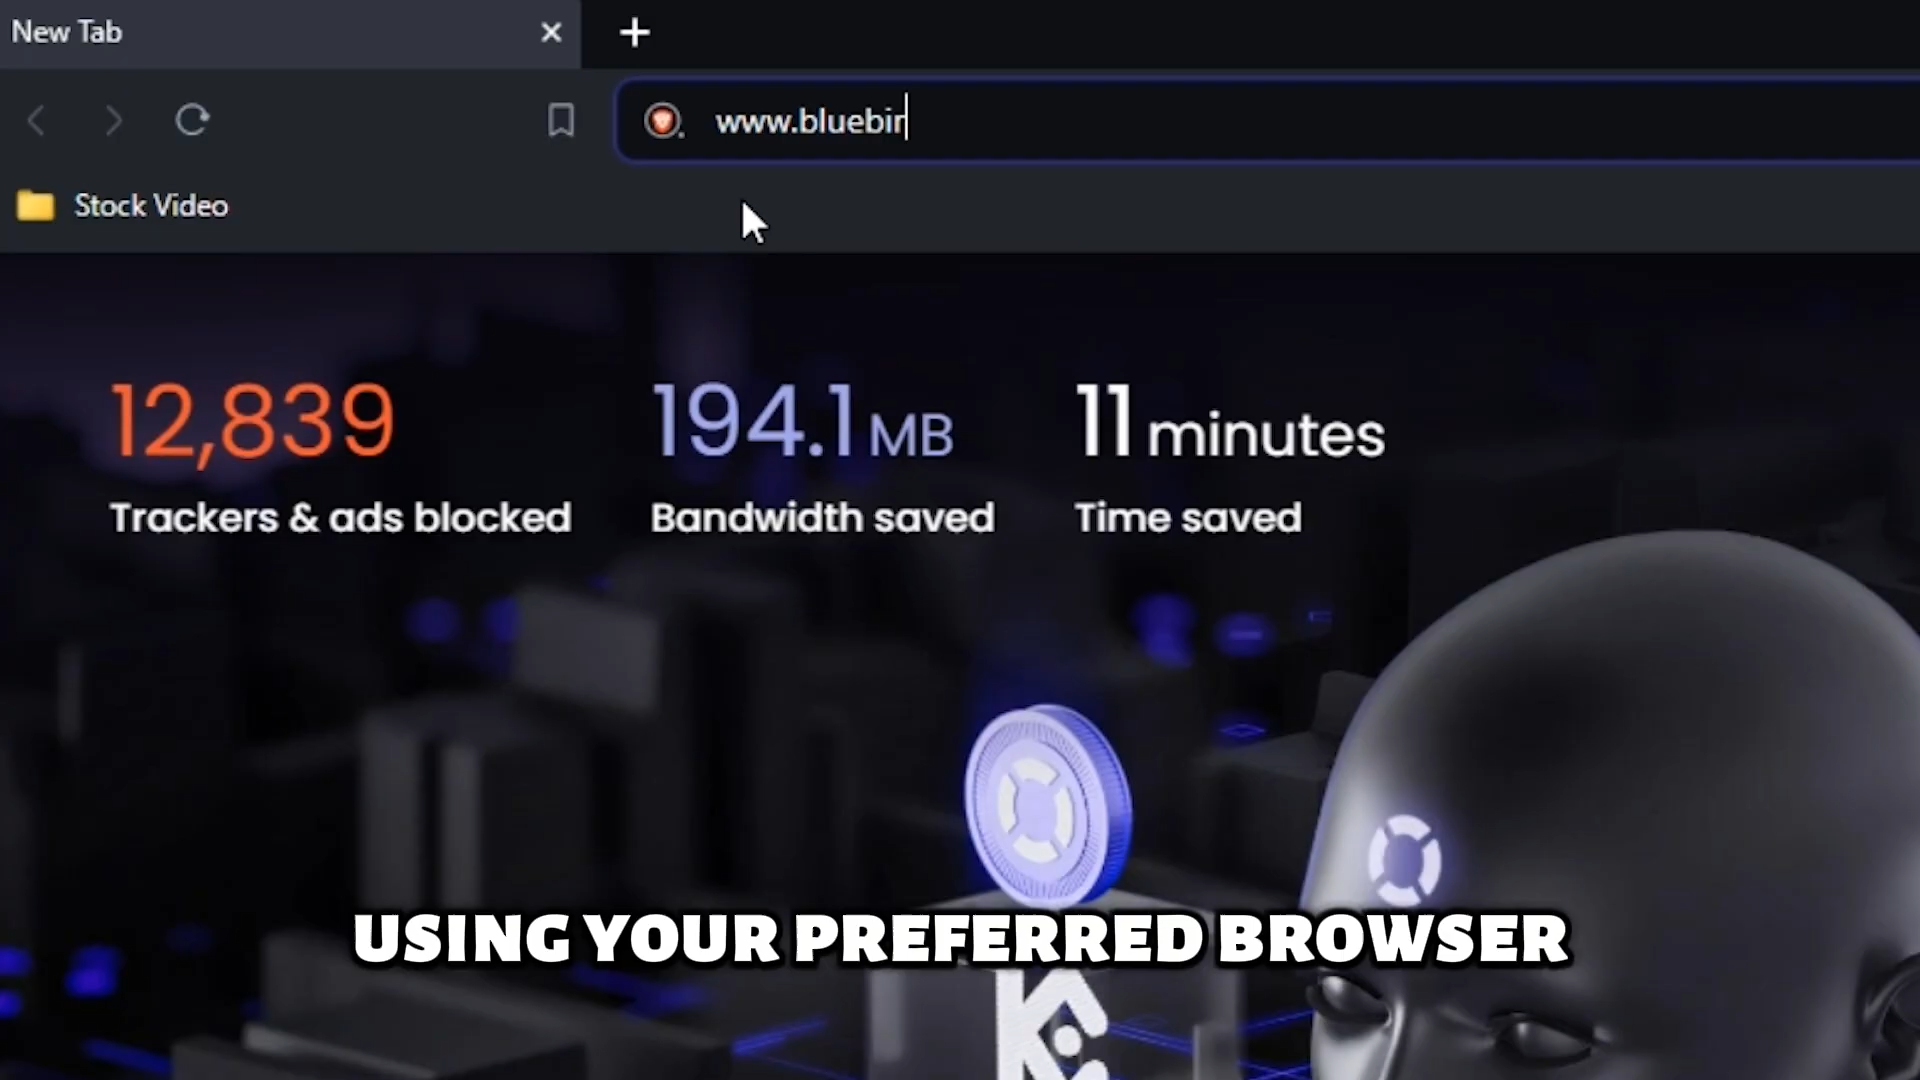 New Tab
www.bluebir
Stock Video
12,839
194.1 MB
11 minutes
Trackers & ads blocked
Bandwidth saved
Time saved
USING YOUR PREFERRED BROWSER